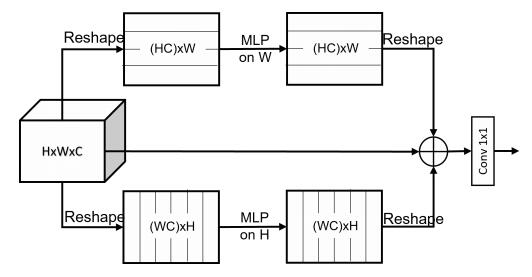 Reshape
(HC)xW
MLP
on W
(HC)xW
Reshape
HxWxC
Conv 1x1
Reshape
(WC)xH
MLP
on H
(WC)xH
Reshape